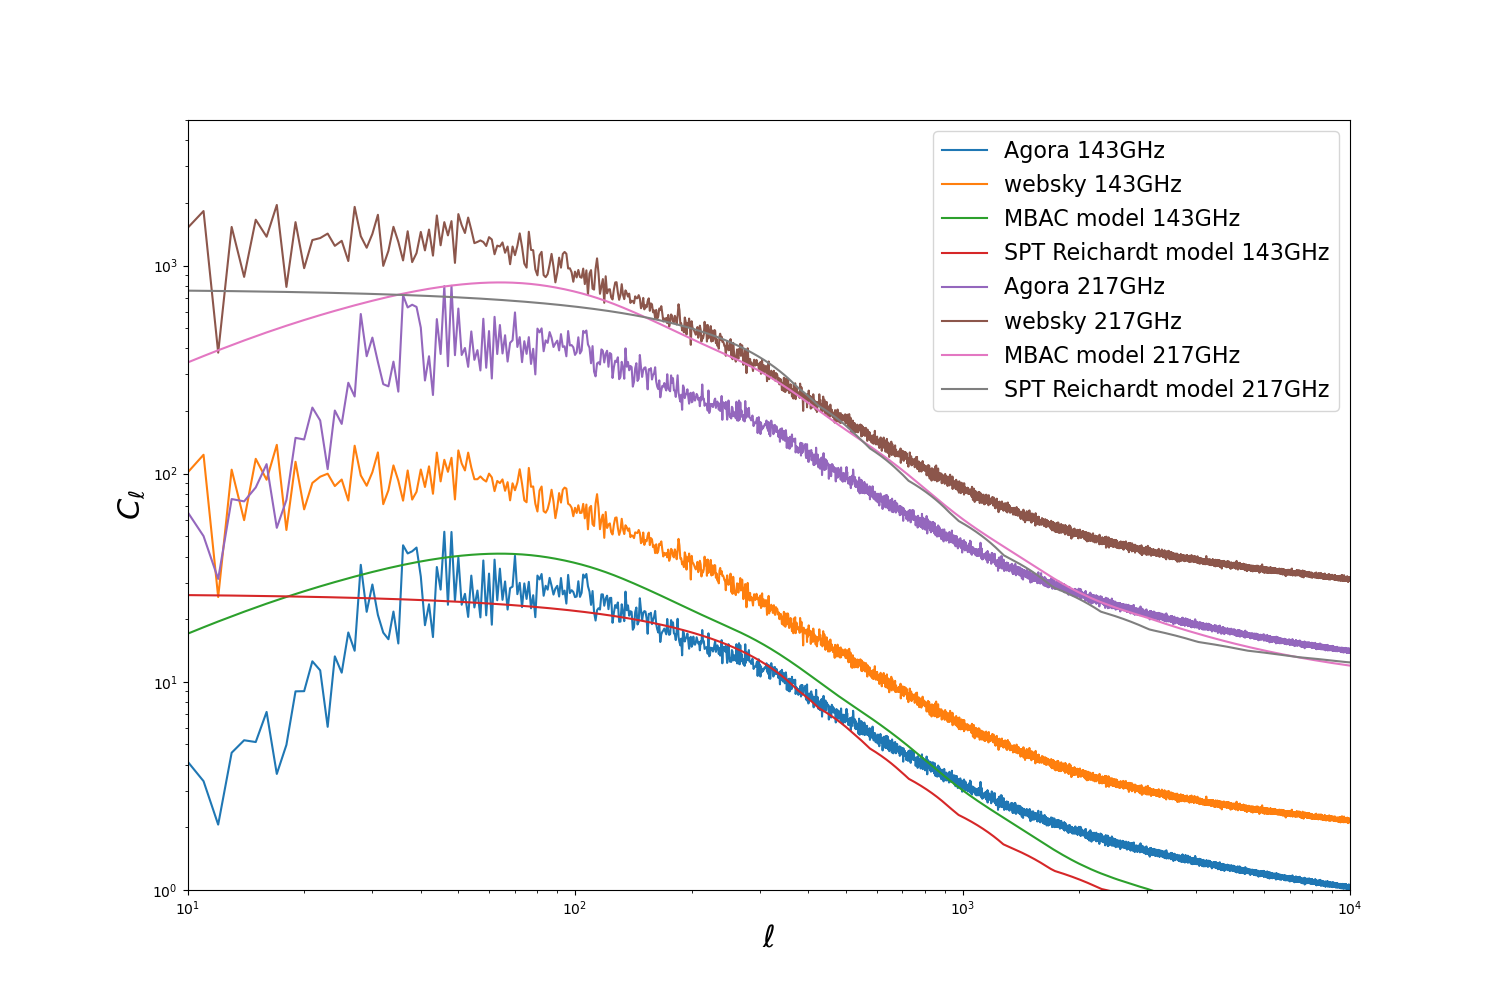 Agora 143GHz
websky 143GHz
MBAC model 143GHz
SPT Reichardt model 143GHz
Agora 217GHz
websky 217GHz
MBAC model 217GHz
SPT Reichardt model 217GHz
10³
10²
10¹
10⁰
C_ℓ
10¹ 10² 10³ 10⁴
ℓ